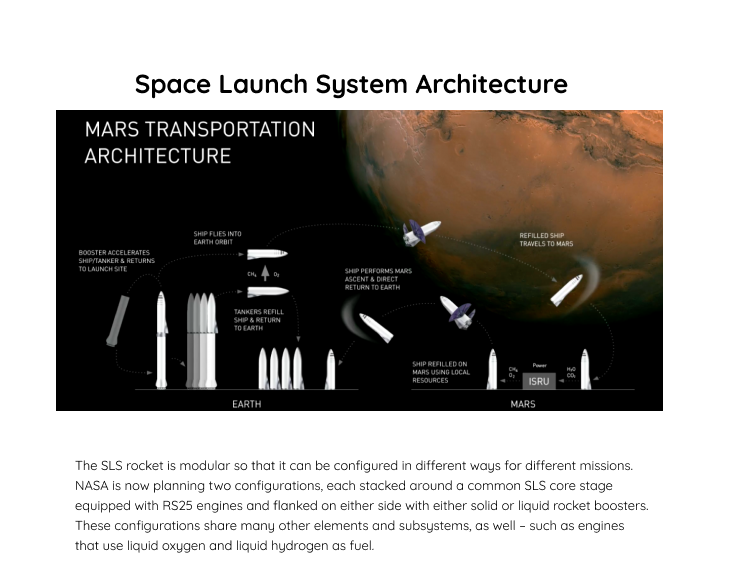 Space Launch System Architecture
MARS TRANSPORTATION
ARCHITECTURE
SHIP FLIES INTO
EARTH ORBIT
BOOSTER ACCELERATES
SHIP/TANKER & RETURNS
TO LAUNCH SITE
CH₄ O₂
TANKERS REFILL
SHIP & RETURN
TO EARTH
SHIP PERFORMS MARS
ASCENT & DIRECT
RETURN TO EARTH
REFILLED SHIP
TRAVELS TO MARS
SHIP REFILLED ON
MARS USING LOCAL
RESOURCES
CH₄
O₂
Power
ISRU
H₂O
CO₂
EARTH
MARS
The SLS rocket is modular so that it can be configured in different ways for different missions.
NASA is now planning two configurations, each stacked around a common SLS core stage
equipped with RS25 engines and flanked on either side with either solid or liquid rocket boosters.
These configurations share many other elements and subsystems, as well – such as engines
that use liquid oxygen and liquid hydrogen as fuel.